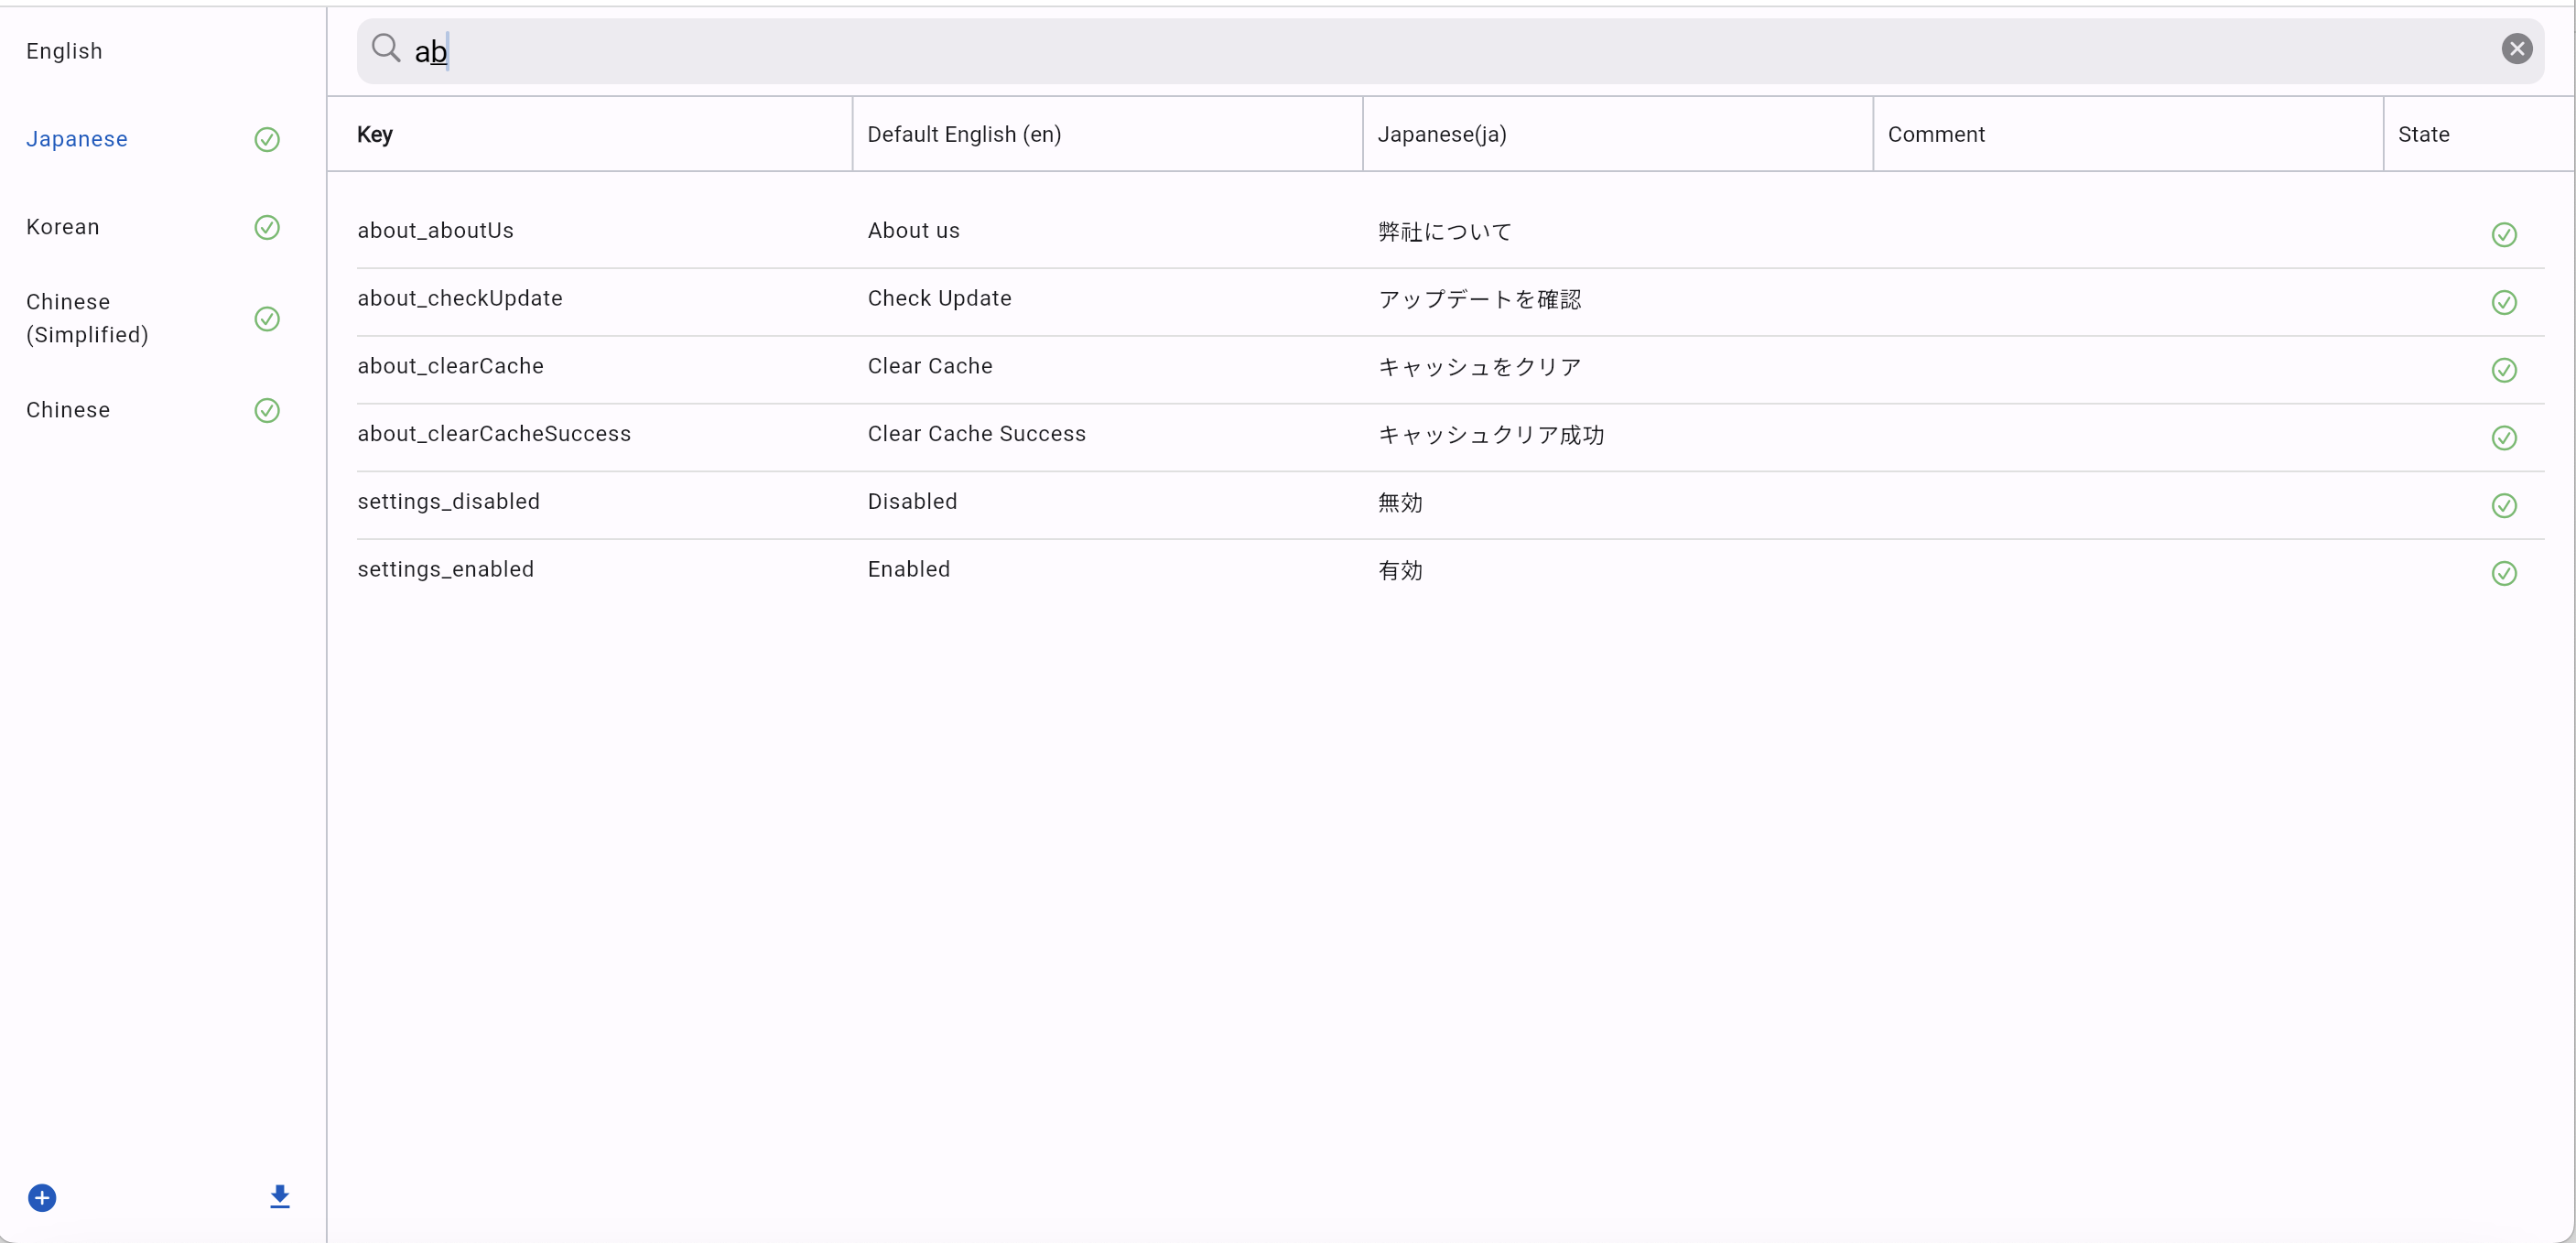 English
Japanese
Korean
Chinese
(Simplified)
Chinese
ab
Key Default English (en) Japanese(ja) Comment State
about_aboutUs About us 弊社について
about_checkUpdate Check Update アップデートを確認
about_clearCache Clear Cache キャッシュをクリア
about_clearCacheSuccess Clear Cache Success キャッシュクリア成功
settings_disabled Disabled 無効
settings_enabled Enabled 有効